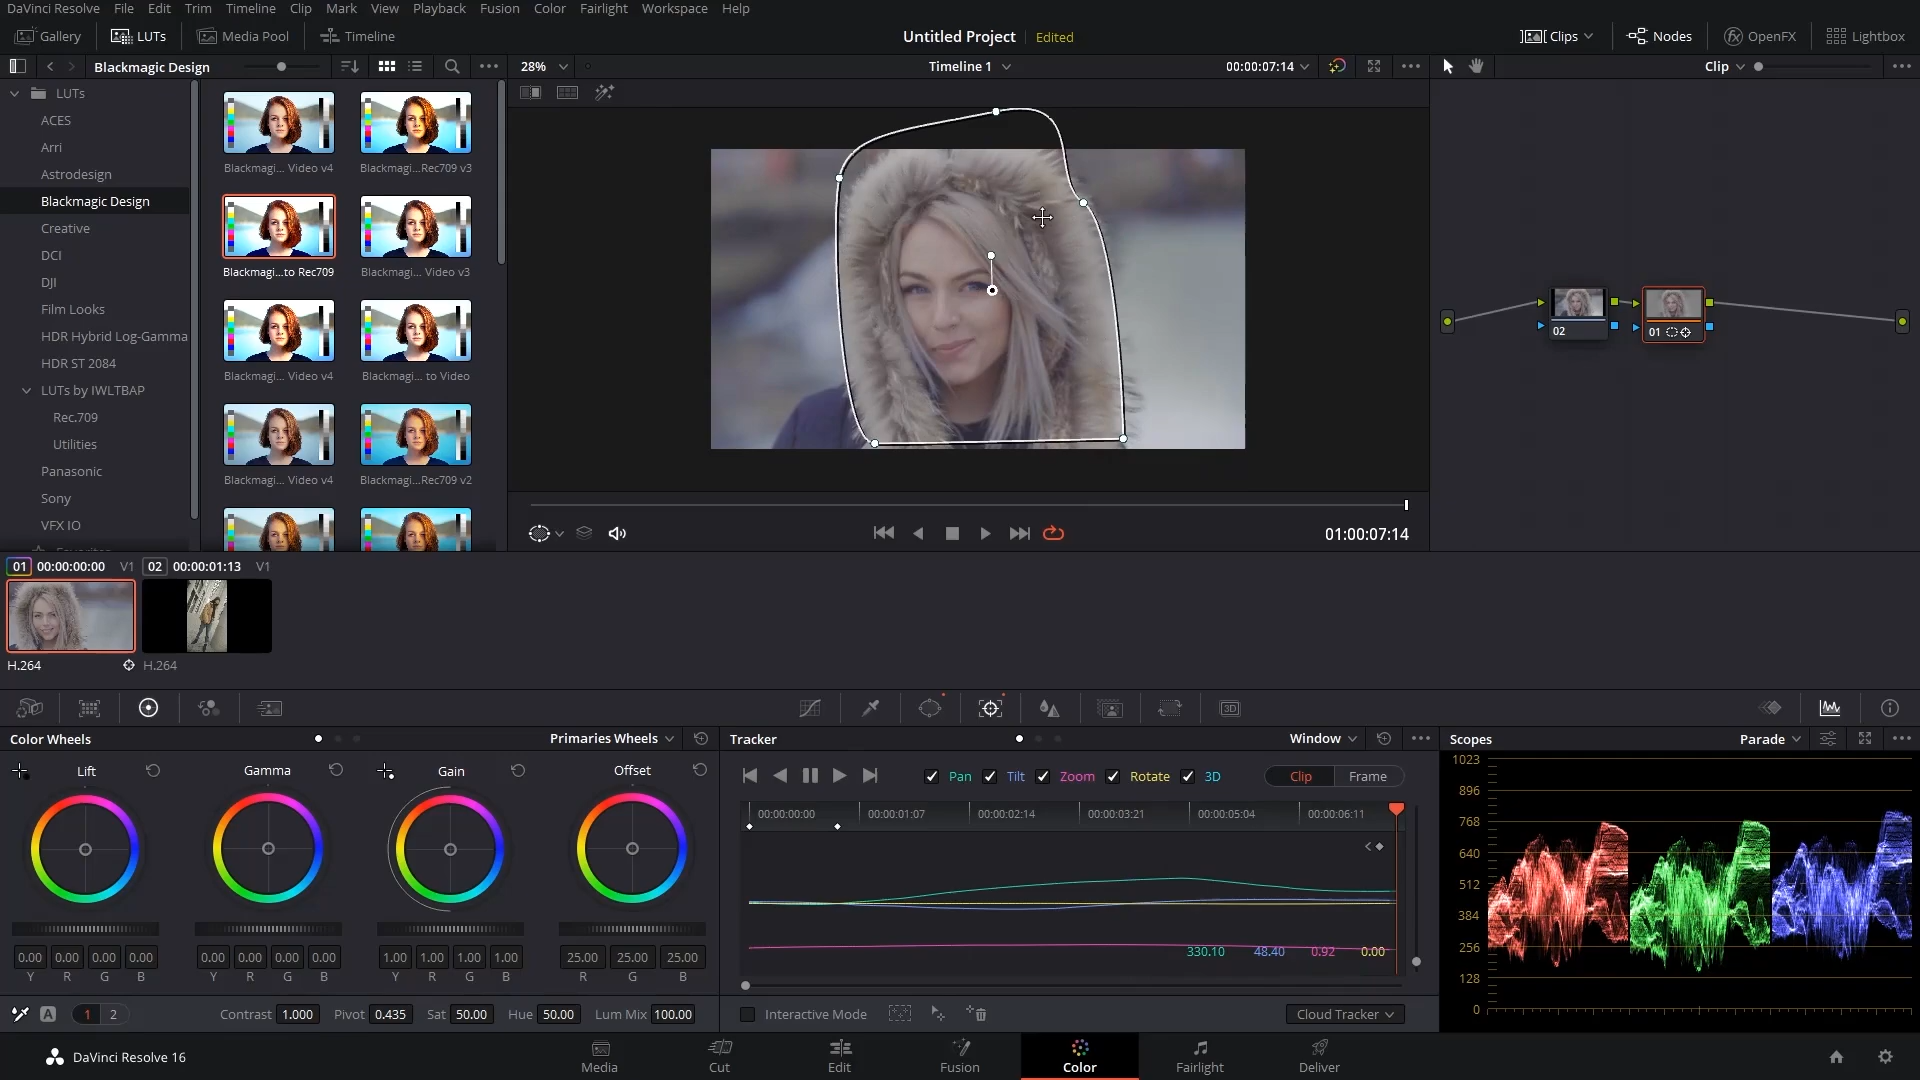 DaVinci Resolve File Edit Trim Timeline Clip Mark View Playback Fusion Color Fairlight Workspace Help
Gallery LUTs Media Pool Timeline Untitled Project Edited Clips Nodes OpenFX Lightbox
Blackmagic Design 28% Timeline 1 00:00:07:14 Clip
LUTs
ACES
Arri
Astrodesign
Blackmagic Design
Creative
DCI
DJI
Film Looks
HDR Hybrid Log-Gamma
HDR ST 2084
LUTs by IWLTBAP
Rec.709
Utilities
Panasonic
Sony
VFX IO
Blackmagi... Video v4 Blackmagi...Rec709 v3
Blackmagi...to Rec709 Blackmagi... Video v3
Blackmagi... Video v4 Blackmagi... to Video
Blackmagi... Video v4 Blackmagi...Rec709 v2
02 01
01:00:07:14
01 00:00:00:00 V1 02 00:00:01:13 V1
H.264 H.264
3D
Color Wheels Primaries Wheels Tracker Window Scopes Parade
Lift Gamma Gain Offset
Pan Tilt Zoom Rotate 3D Clip Frame
00:00:00:00 00:00:01:07 00:00:02:14 00:00:03:21 00:00:05:04 00:00:06:11
330.10 48.40 0.92 0.00
0.00 0.00 0.00 0.00 0.00 0.00 0.00 0.00 1.00 1.00 1.00 1.00 25.00 25.00 25.00
Y R G B Y R G B Y R G B R G B
A 1 2 Contrast 1.000 Pivot 0.435 Sat 50.00 Hue 50.00 Lum Mix 100.00
Interactive Mode Cloud Tracker
1023
896
768
640
512
384
256
128
0
DaVinci Resolve 16 Media Cut Edit Fusion Color Fairlight Deliver